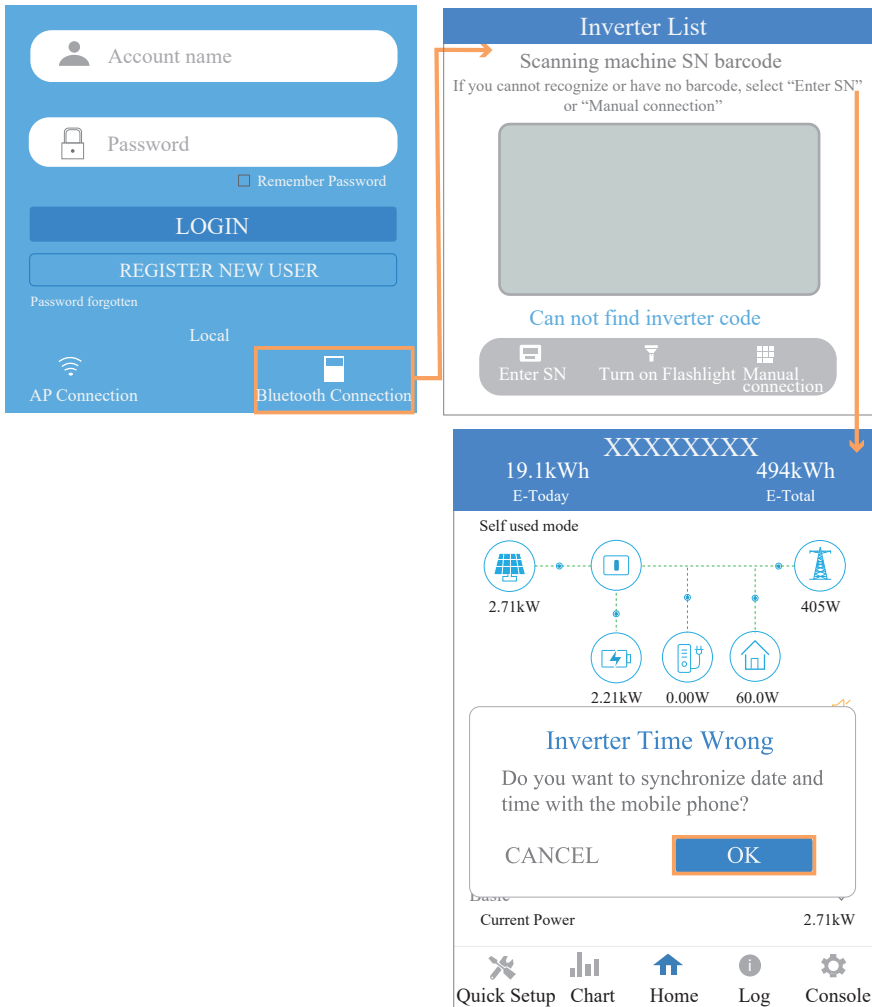 Account name
Password
Remember Password
LOGIN
REGISTER NEW USER
Password forgotten
Local
AP Connection
Bluetooth Connection
Inverter List
Scanning machine SN barcode
If you cannot recognize or have no barcode, select “Enter SN”
or “Manual connection”
Can not find inverter code
Enter SN
Turn on Flashlight
Manual
connection
XXXXXXXX
19.1kWh
494kWh
E-Today
E-Total
Self used mode
2.71kW
405W
2.21kW
0.00W
60.0W
Inverter Time Wrong
Do you want to synchronize date and
time with the mobile phone?
CANCEL
OK
Basic
Current Power
2.71kW
Quick Setup
Chart
Home
Log
Console